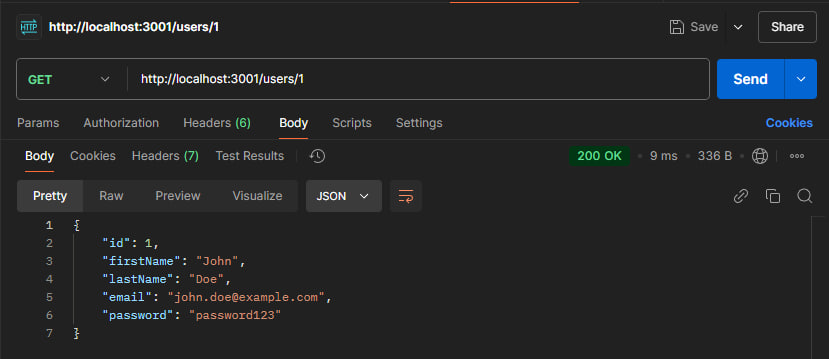 HTTP http://localhost:3001/users/1 Save Share
GET http://localhost:3001/users/1 Send
Params Authorization Headers (6) Body Scripts Settings Cookies
Body Cookies Headers (7) Test Results 200 OK • 9 ms • 336 B •
Pretty Raw Preview Visualize JSON
1 {
2 "id": 1,
3 "firstName": "John",
4 "lastName": "Doe",
5 "email": "john.doe@example.com",
6 "password": "password123"
7 }